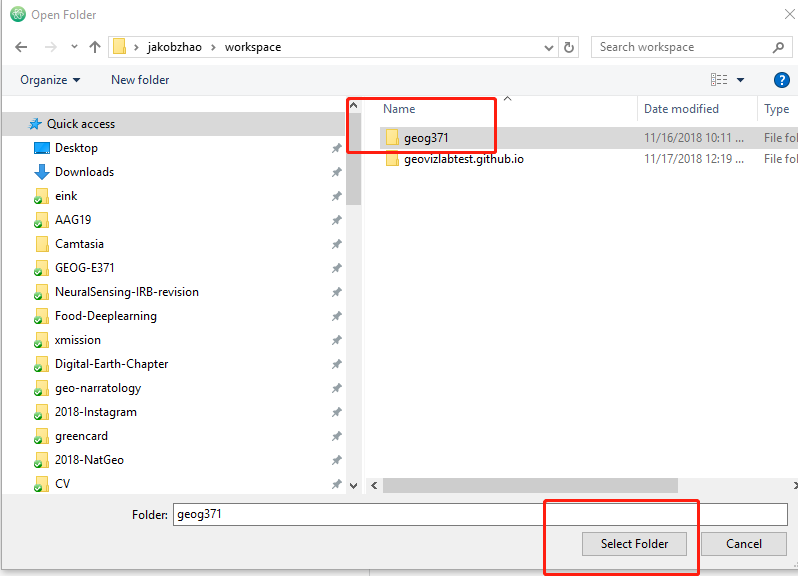 Open Folder
jakobzhao > workspace
Search workspace
Organize
New folder
?
Name
Date modified
Type
Quick access
Desktop
Downloads
eink
AAG19
Camtasia
GEOG-E371
NeuralSensing-IRB-revision
Food-Deeplearning
xmission
Digital-Earth-Chapter
geo-narratology
2018-Instagram
greencard
2018-NatGeo
CV
geog371 11/16/2018 10:11 ... File fol
geovizlabtest.github.io 11/17/2018 12:19 ... File fol
Folder: geog371
Select Folder
Cancel